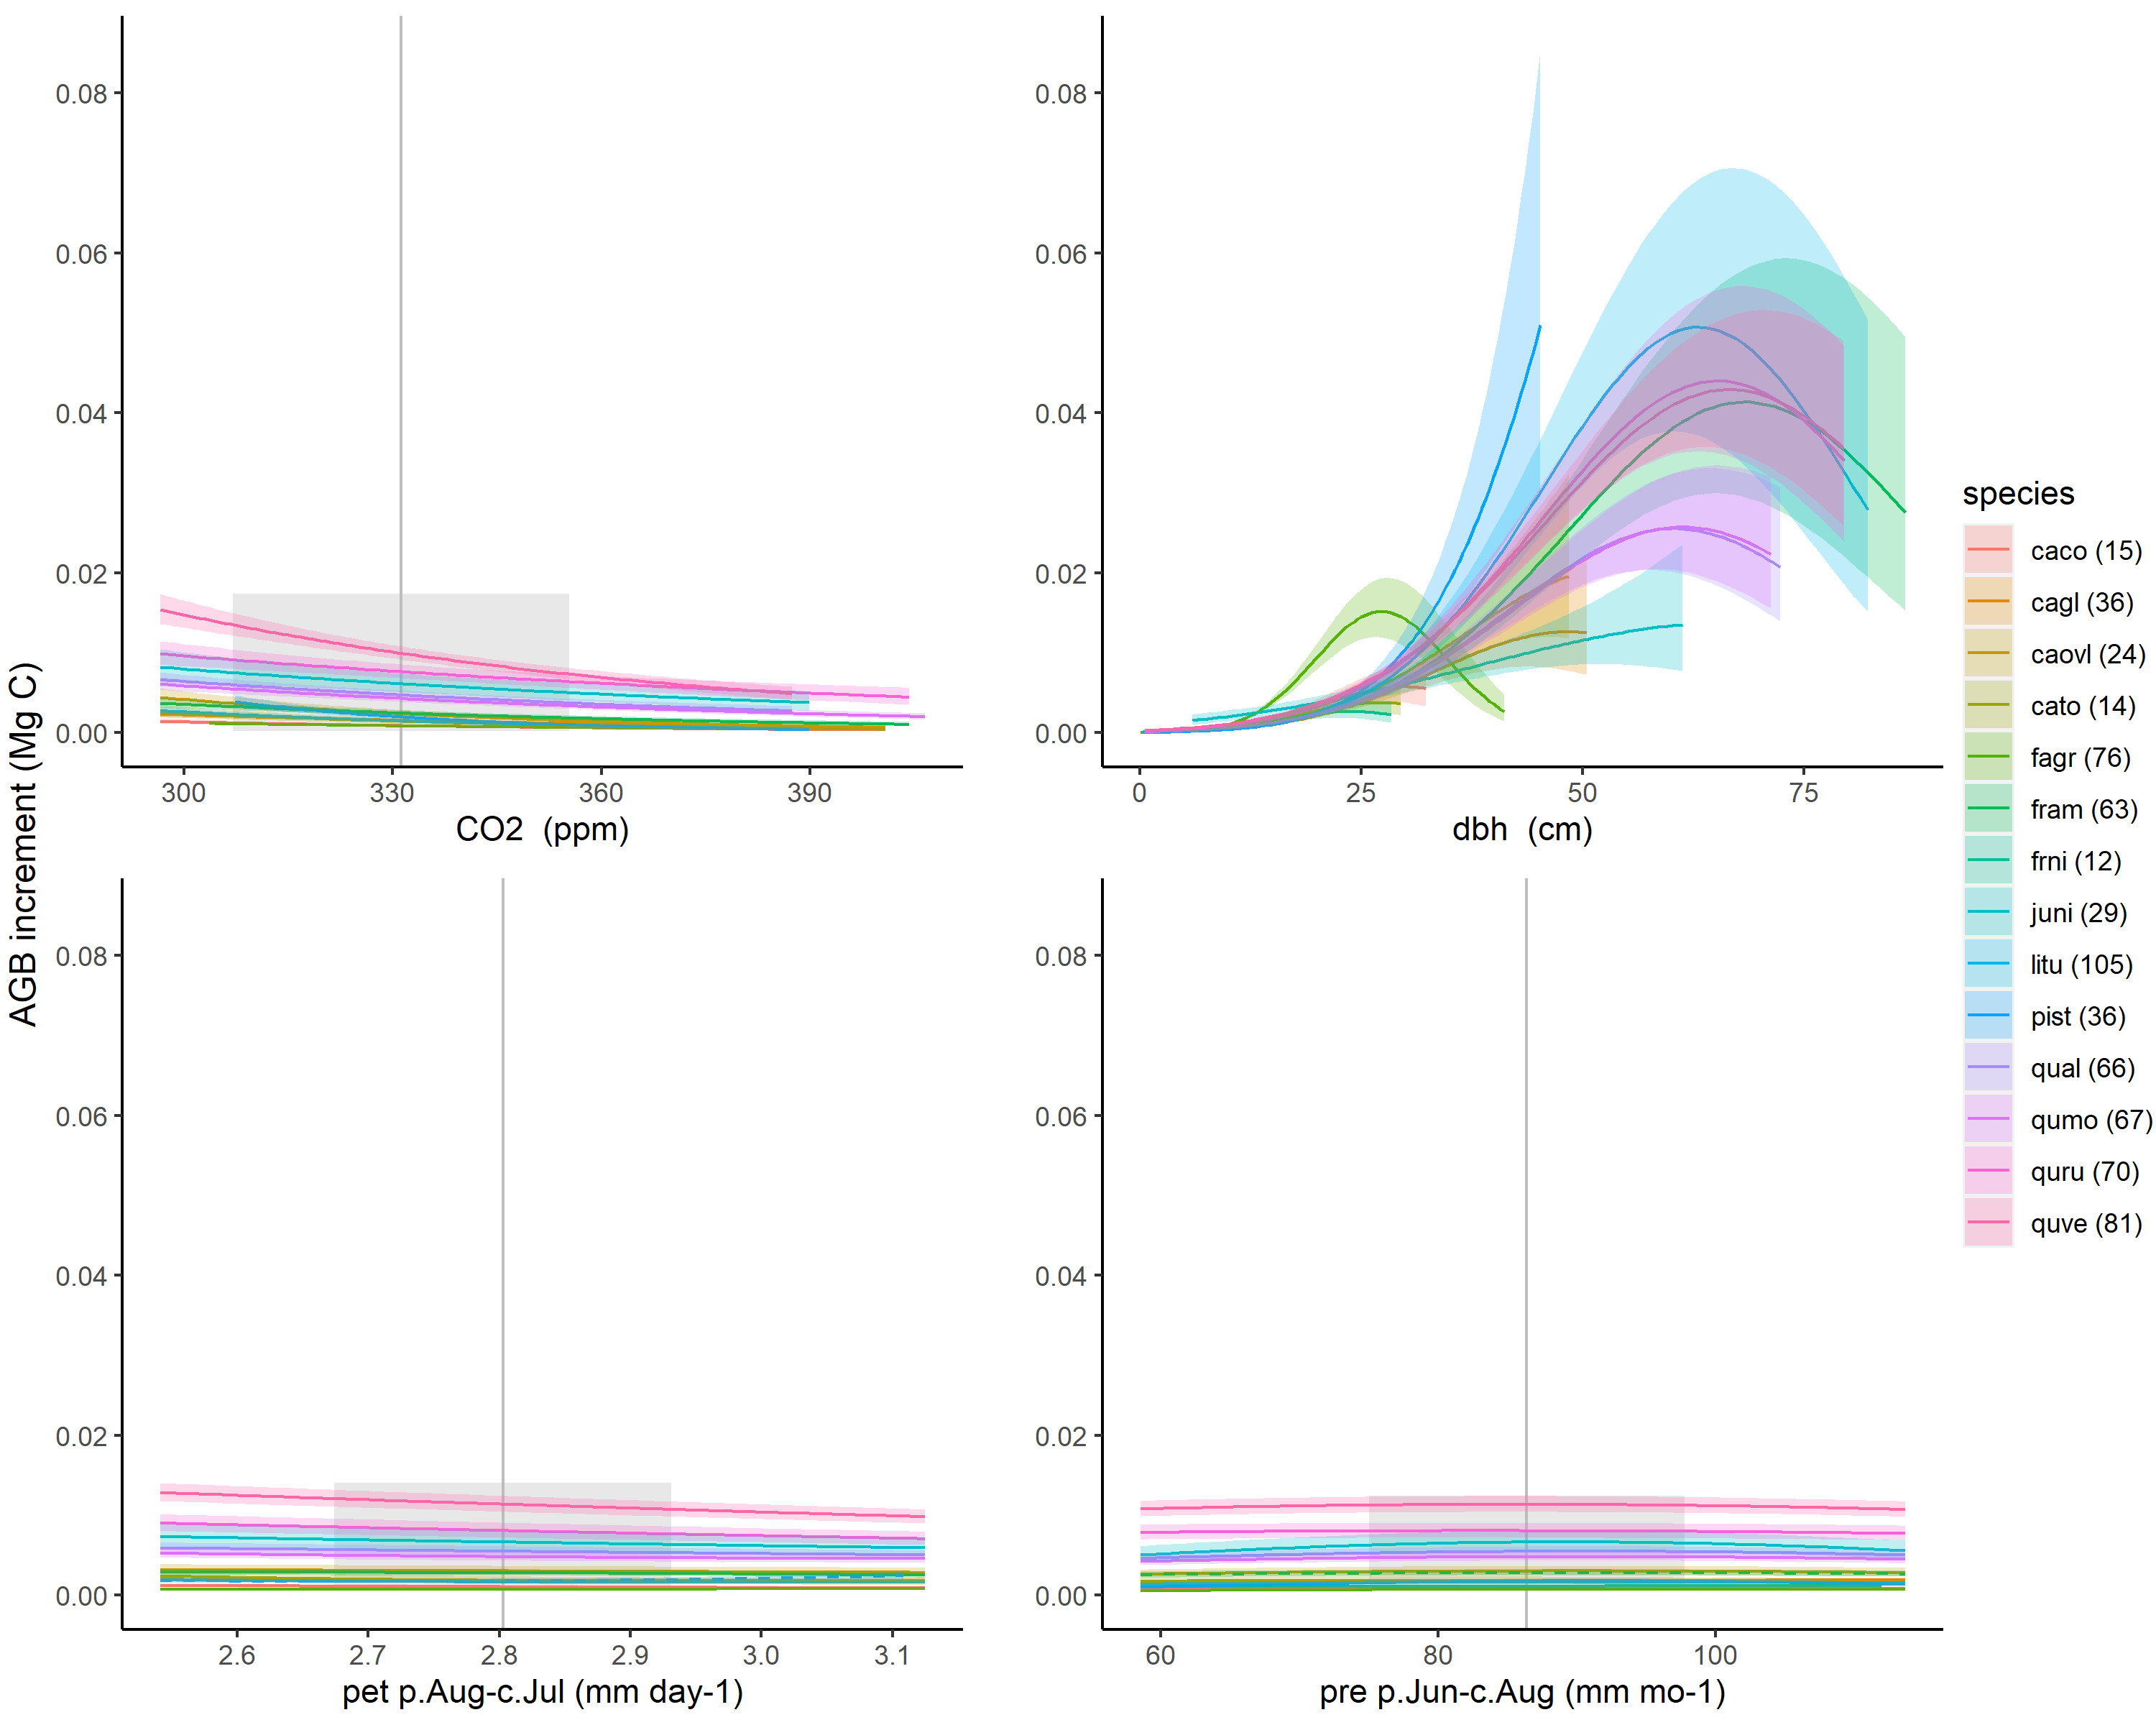 AGB increment (Mg C)
0.08
0.06
0.04
0.02
0.00
300 330 360 390
CO2 (ppm)
0.08
0.06
0.04
0.02
0.00
0 25 50 75
dbh (cm)
0.08
0.06
0.04
0.02
0.00
2.6 2.7 2.8 2.9 3.0 3.1
pet p.Aug-c.Jul (mm day-1)
0.08
0.06
0.04
0.02
0.00
60 80 100
pre p.Jun-c.Aug (mm mo-1)
species
caco (15)
cagl (36)
caovl (24)
cato (14)
fagr (76)
fram (63)
frni (12)
juni (29)
litu (105)
pist (36)
qual (66)
qumo (67)
quru (70)
quve (81)